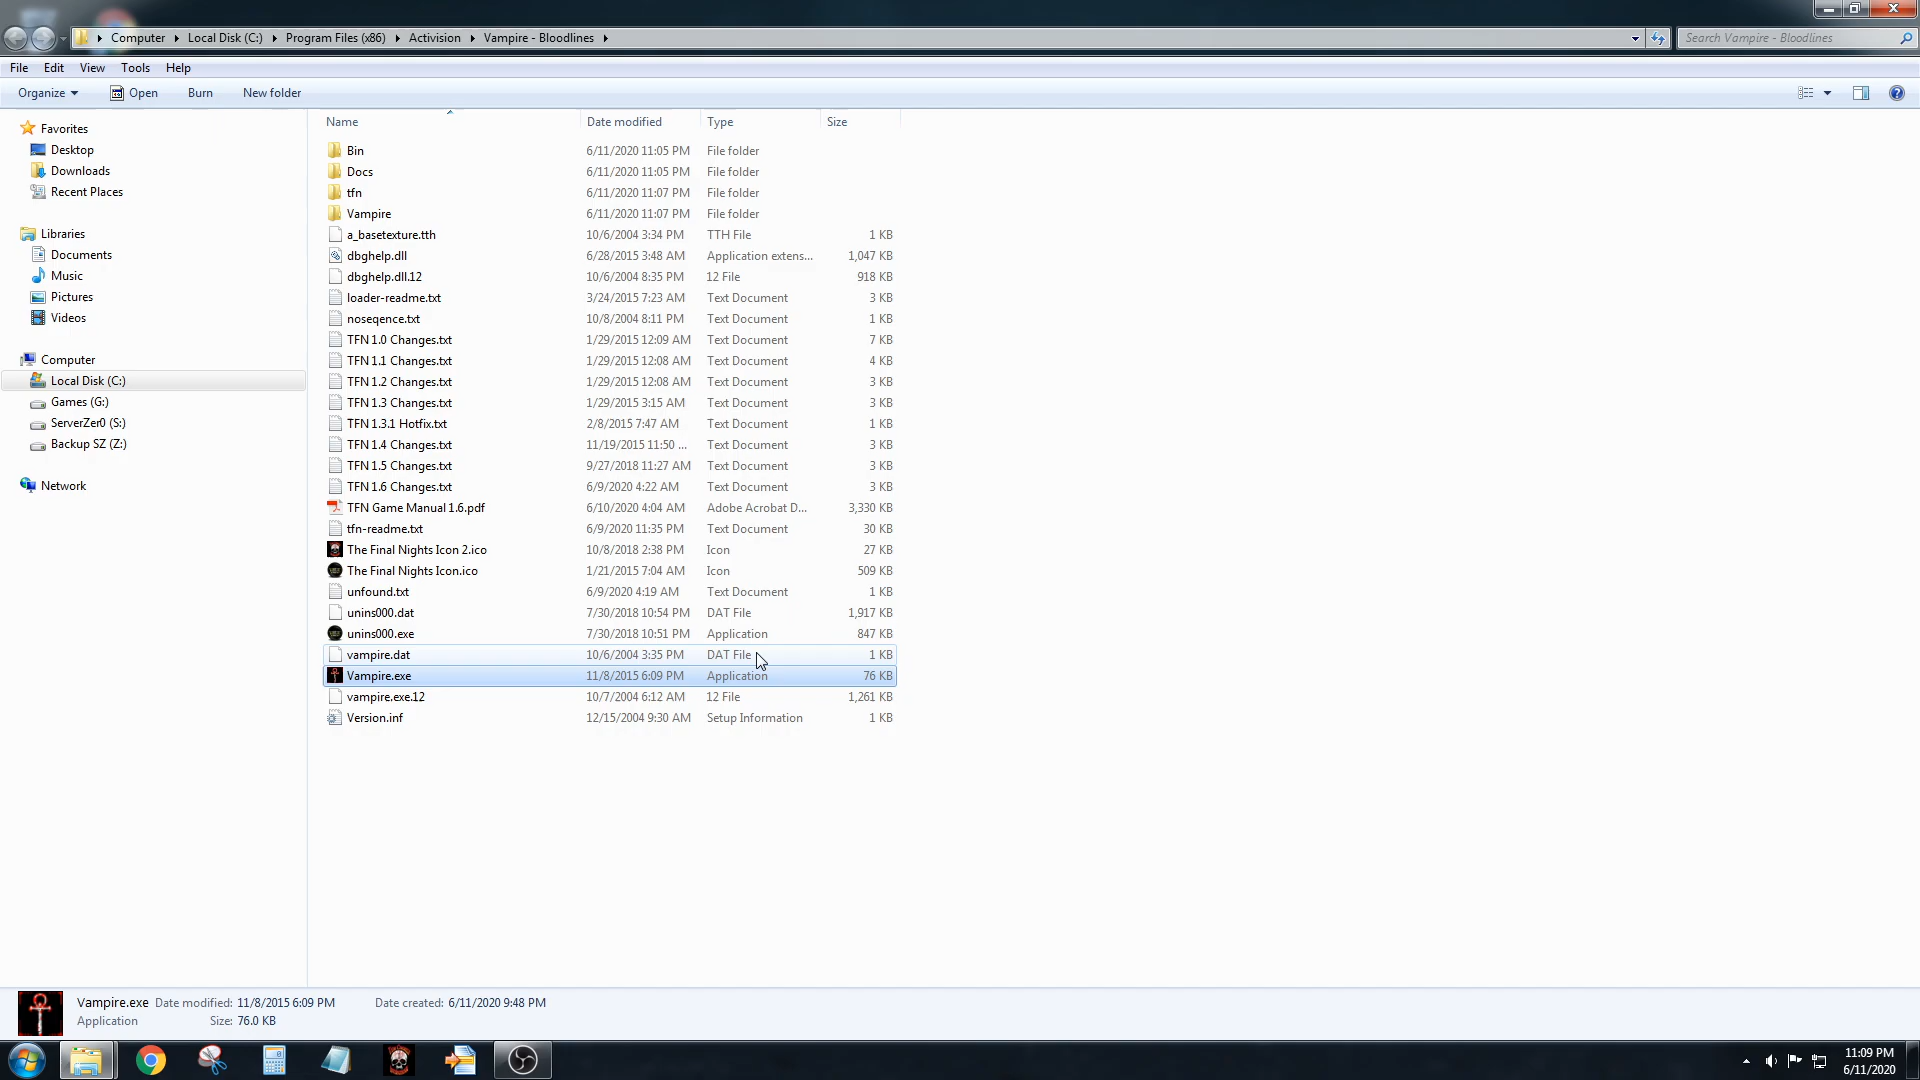 Computer Local Disk (C:) Program Files (x86) Activision Vampire - Bloodlines
Search Vampire - Bloodlines
File Edit View Tools Help
Organize Open Burn New folder
Favorites
Desktop
Downloads
Recent Places
Libraries
Documents
Music
Pictures
Videos
Computer
Local Disk (C:)
Games (G:)
ServerZer0 (S:)
Backup SZ (Z:)
Network
Name Date modified Type Size
Bin 6/11/2020 11:05 PM File folder
Docs 6/11/2020 11:05 PM File folder
tfn 6/11/2020 11:07 PM File folder
Vampire 6/11/2020 11:07 PM File folder
a_basetexture.tth 10/6/2004 3:34 PM TTH File 1 KB
dbghelp.dll 6/28/2015 3:48 AM Application extens... 1,047 KB
dbghelp.dll.12 10/6/2004 8:35 PM 12 File 918 KB
loader-readme.txt 3/24/2015 7:23 AM Text Document 3 KB
noseqence.txt 10/8/2004 8:11 PM Text Document 1 KB
TFN 1.0 Changes.txt 1/29/2015 12:09 AM Text Document 7 KB
TFN 1.1 Changes.txt 1/29/2015 12:08 AM Text Document 4 KB
TFN 1.2 Changes.txt 1/29/2015 12:08 AM Text Document 3 KB
TFN 1.3 Changes.txt 1/29/2015 3:15 AM Text Document 3 KB
TFN 1.3.1 Hotfix.txt 2/8/2015 7:47 AM Text Document 1 KB
TFN 1.4 Changes.txt 11/19/2015 11:50 ... Text Document 3 KB
TFN 1.5 Changes.txt 9/27/2018 11:27 AM Text Document 3 KB
TFN 1.6 Changes.txt 6/9/2020 4:22 AM Text Document 3 KB
TFN Game Manual 1.6.pdf 6/10/2020 4:04 AM Adobe Acrobat D... 3,330 KB
tfn-readme.txt 6/9/2020 11:35 PM Text Document 30 KB
The Final Nights Icon 2.ico 10/8/2018 2:38 PM Icon 27 KB
The Final Nights Icon.ico 1/21/2015 7:04 AM Icon 509 KB
unfound.txt 6/9/2020 4:19 AM Text Document 1 KB
unins000.dat 7/30/2018 10:54 PM DAT File 1,917 KB
unins000.exe 7/30/2018 10:51 PM Application 847 KB
vampire.dat 10/6/2004 3:35 PM DAT File 1 KB
Vampire.exe 11/8/2015 6:09 PM Application 76 KB
vampire.exe.12 10/7/2004 6:12 AM 12 File 1,261 KB
Version.inf 12/15/2004 9:30 AM Setup Information 1 KB
Vampire.exe Date modified: 11/8/2015 6:09 PM Date created: 6/11/2020 9:48 PM
Application Size: 76.0 KB
11:09 PM
6/11/2020